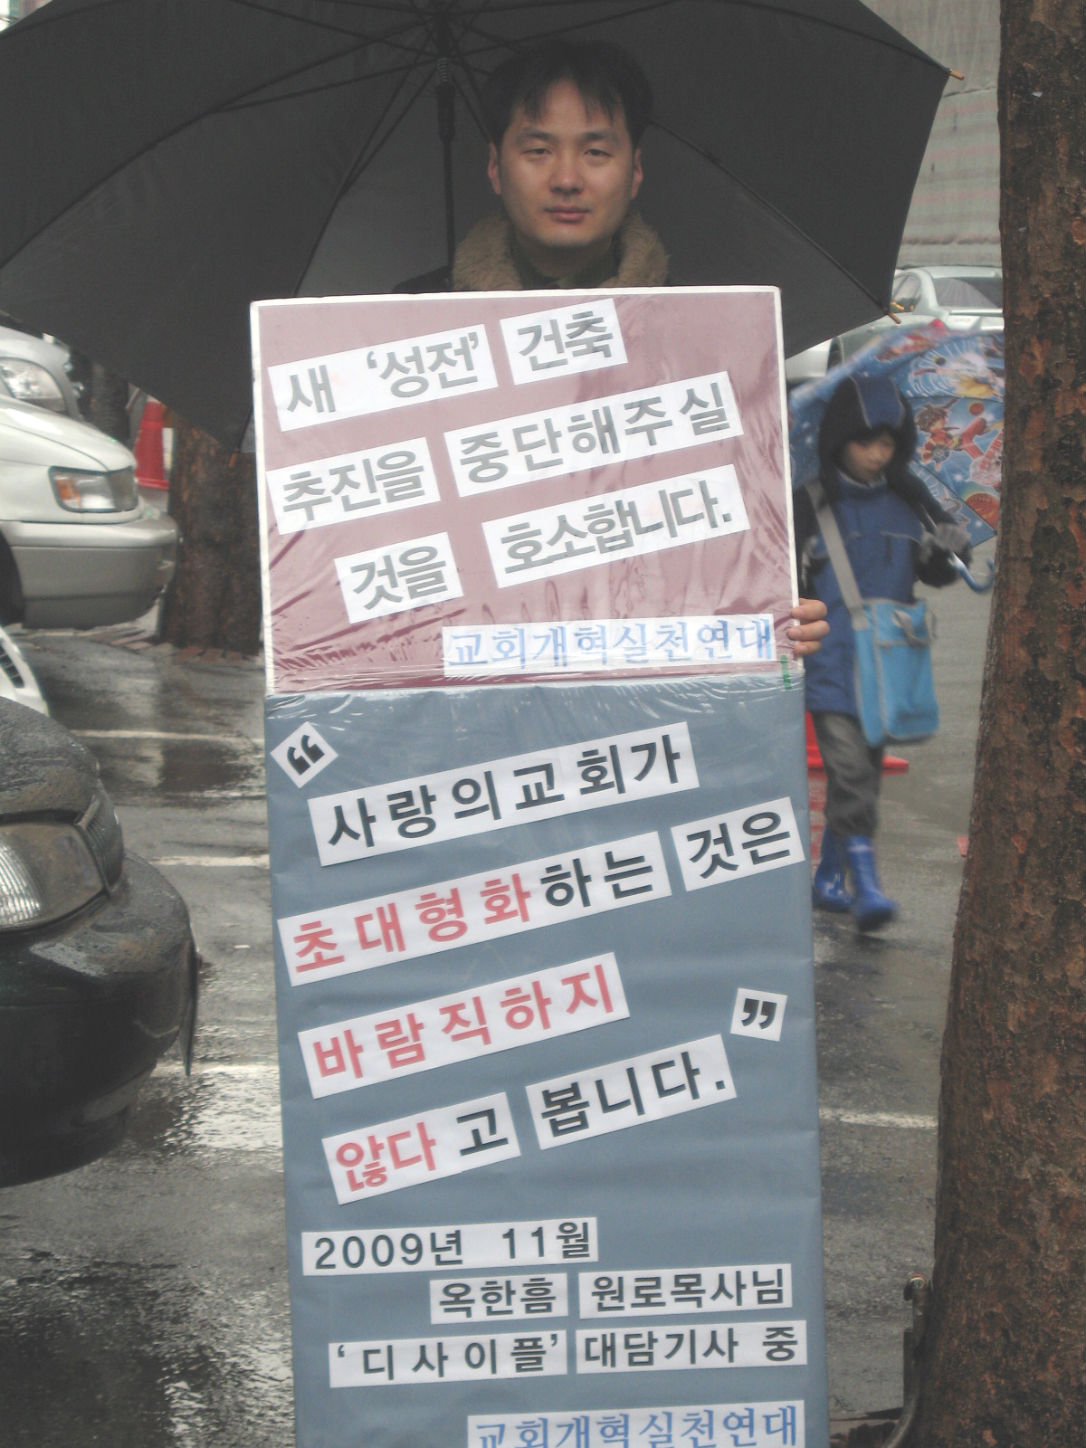 새 '성전' 건축
추진을 중단해주실
것을 호소합니다.
교회개혁실천연대
"
사랑의교회가
초대형화하는 것은
바람직하지
않다고 봅니다."
2009년 11월
옥한흠 원로목사님
'디사이플' 대담기사 중
교회개혁실천연대